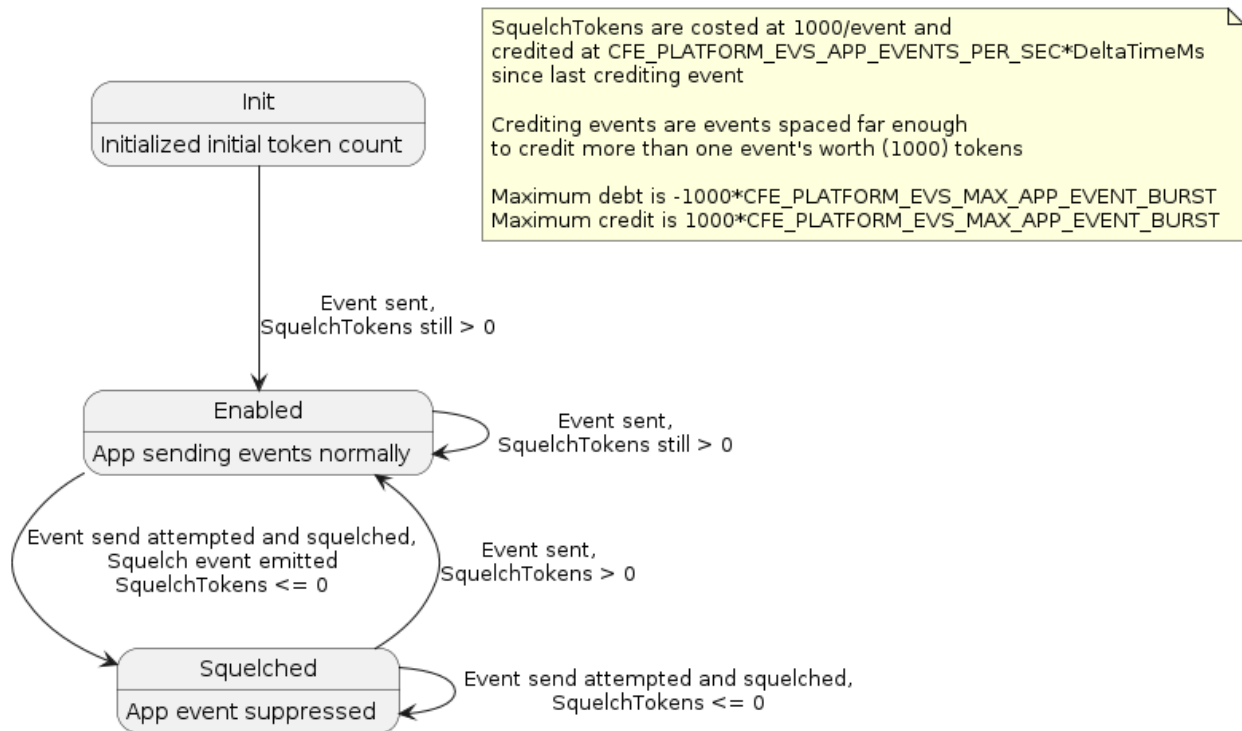 SquelchTokens are costed at 1000/event and
credited at CFE_PLATFORM_EVS_APP_EVENTS_PER_SEC*DeltaTimeMs
since last crediting event
Crediting events are events spaced far enough
to credit more than one event's worth (1000) tokens
Maximum debt is -1000*CFE_PLATFORM_EVS_MAX_APP_EVENT_BURST
Maximum credit is 1000*CFE_PLATFORM_EVS_MAX_APP_EVENT_BURST
Init
Initialized initial token count
Event sent,
SquelchTokens still > 0
Enabled
App sending events normally
Event sent,
SquelchTokens still > 0
Event send attempted and squelched,
Squelch event emitted
SquelchTokens <= 0
Event sent,
SquelchTokens > 0
Squelched
App event suppressed
Event send attempted and squelched,
SquelchTokens <= 0